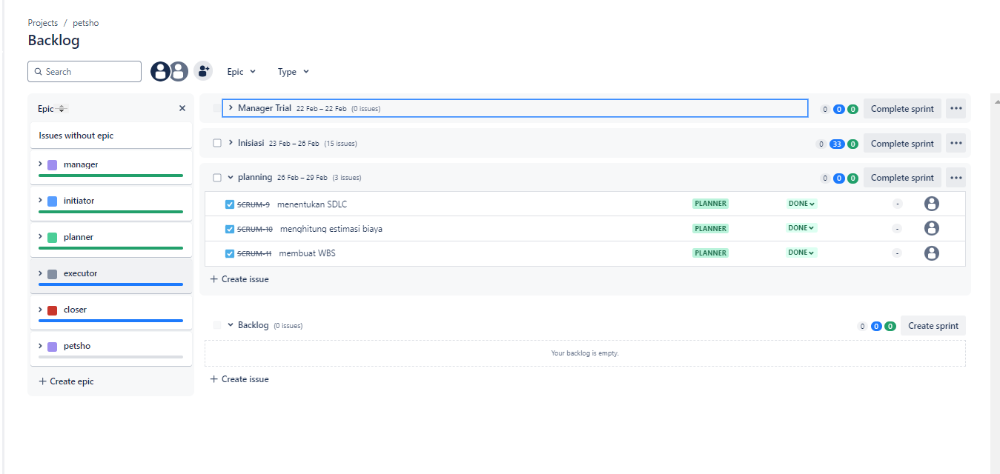 Projects / petsho
Backlog
Search
Epic
Type
Epic
Issues without epic
manager
initiator
planner
executor
closer
petsho
Create epic
Manager Trial 22 Feb – 22 Feb (0 issues) 0 0 0 Complete sprint
Inisiasi 23 Feb – 26 Feb (15 issues) 0 33 0 Complete sprint
planning 26 Feb – 29 Feb (3 issues) 0 0 0 Complete sprint
SCRUM-9 menentukan SDLC PLANNER DONE -
SCRUM-10 menghitung estimasi biaya PLANNER DONE -
SCRUM-11 membuat WBS PLANNER DONE -
Create issue
Backlog (0 issues) 0 0 0 Create sprint
Your backlog is empty.
Create issue